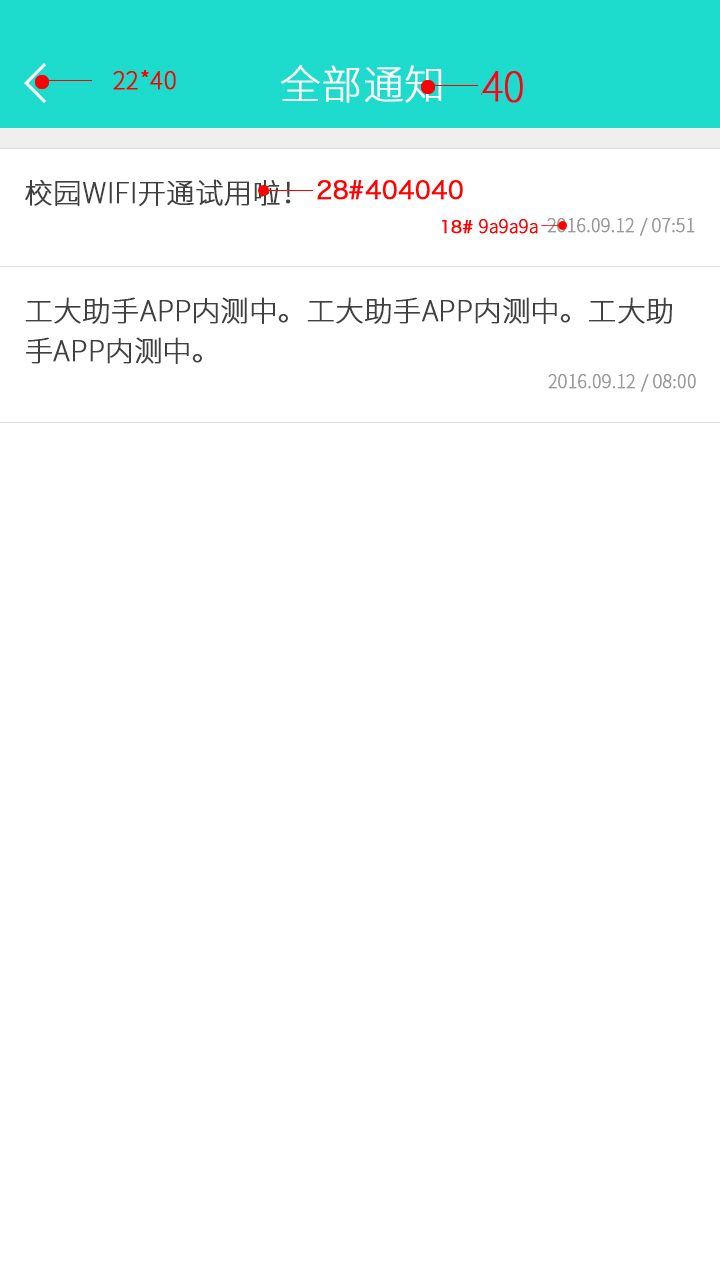 22*40 全部通知 40
校园WIFI开通试用啦! 28#404040
18# 9a9a9a 2016.09.12 / 07:51
工大助手APP内测中。工大助手APP内测中。工大助
手APP内测中。
2016.09.12 / 08:00